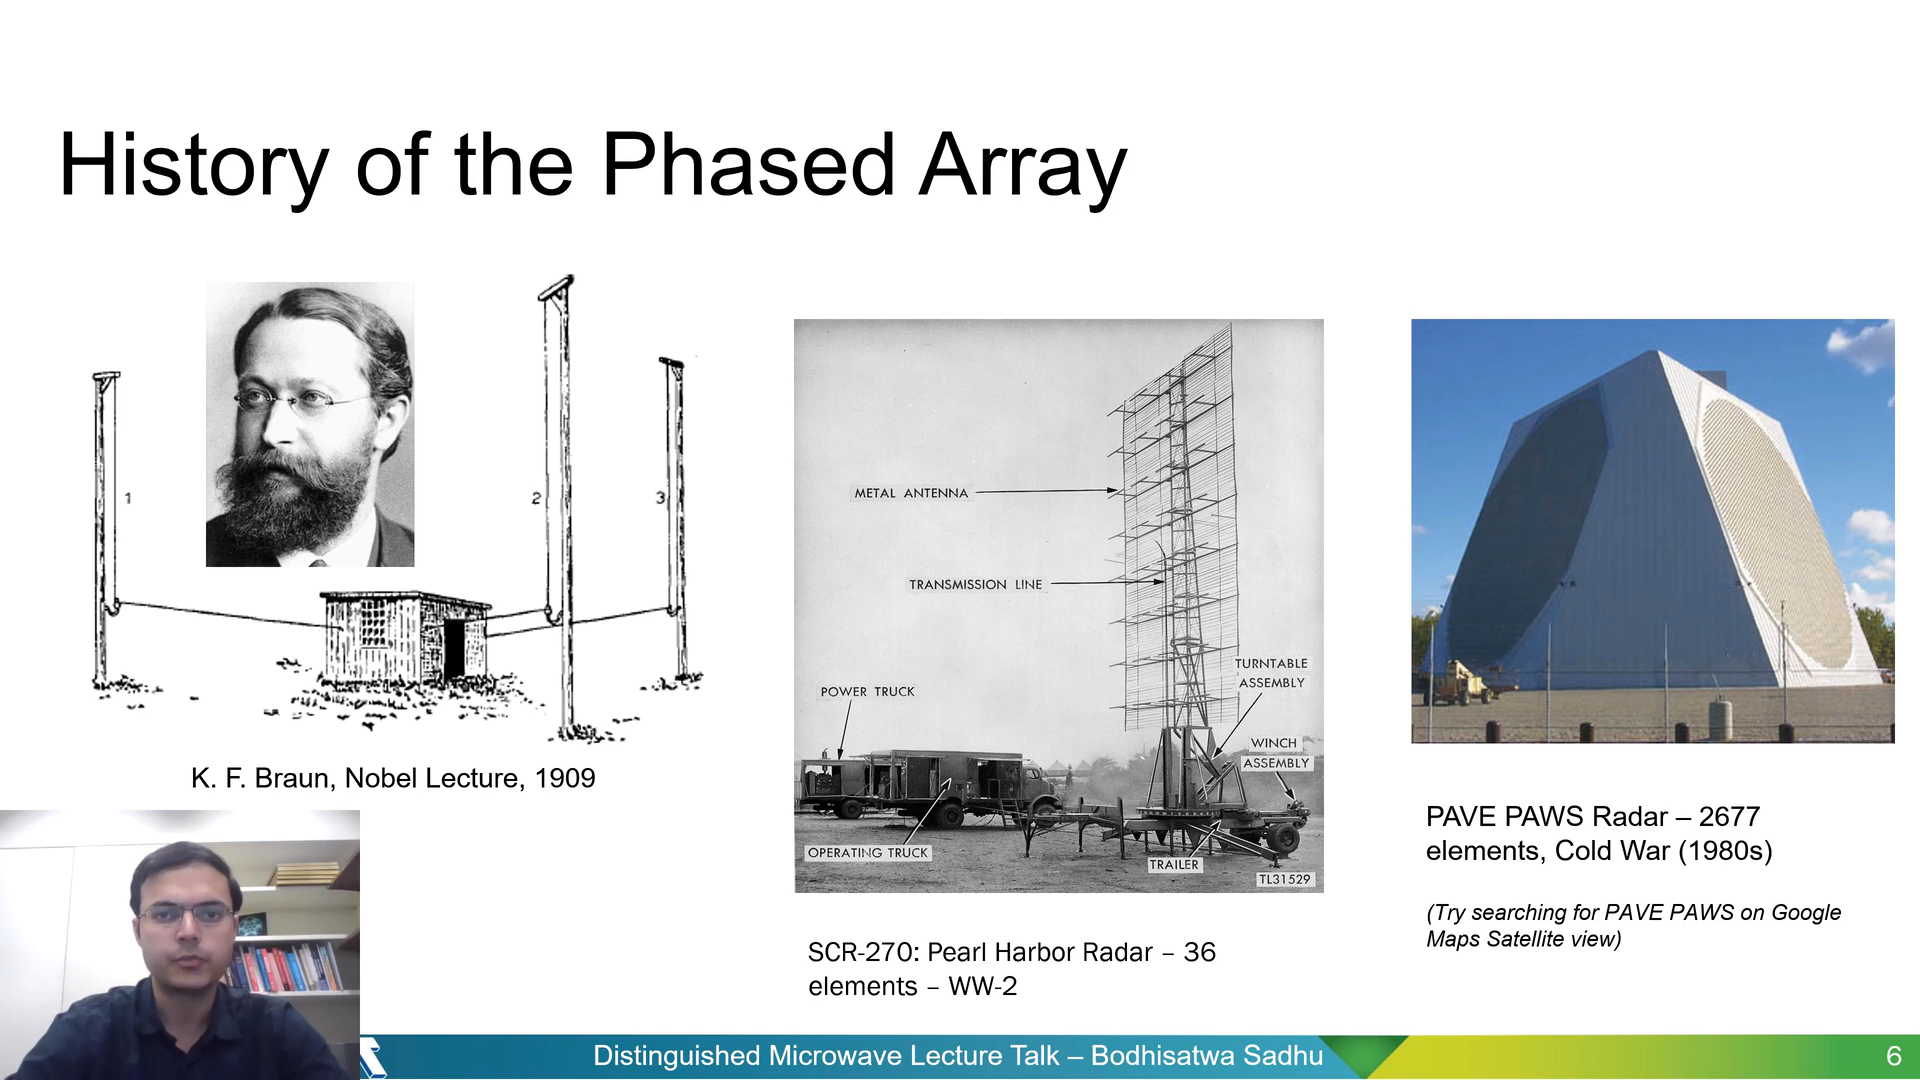 History of the Phased Array
1
2
3
K. F. Braun, Nobel Lecture, 1909
METAL ANTENNA
TRANSMISSION LINE
TURNTABLE
ASSEMBLY
POWER TRUCK
WINCH
ASSEMBLY
OPERATING TRUCK
TRAILER
TL31529
SCR-270: Pearl Harbor Radar – 36
elements – WW-2
PAVE PAWS Radar – 2677
elements, Cold War (1980s)
(Try searching for PAVE PAWS on Google
Maps Satellite view)
Distinguished Microwave Lecture Talk – Bodhisatwa Sadhu
6